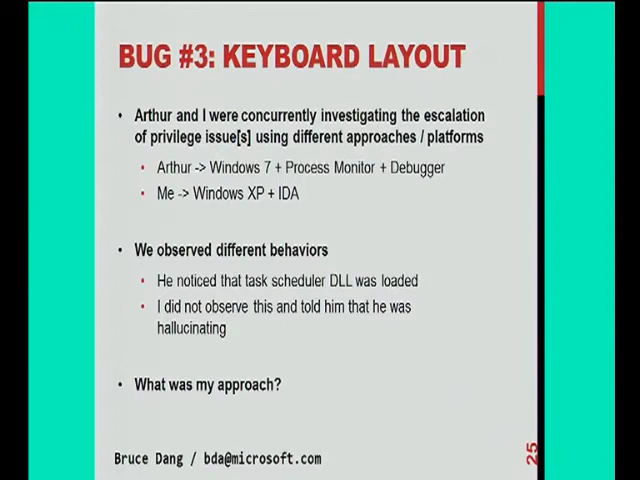 BUG #3: KEYBOARD LAYOUT
• Arthur and I were concurrently investigating the escalation
of privilege issue[s] using different approaches / platforms
• Arthur -> Windows 7 + Process Monitor + Debugger
• Me -> Windows XP + IDA
• We observed different behaviors
• He noticed that task scheduler DLL was loaded
• I did not observe this and told him that he was
hallucinating
• What was my approach?
Bruce Dang / bda@microsoft.com
25